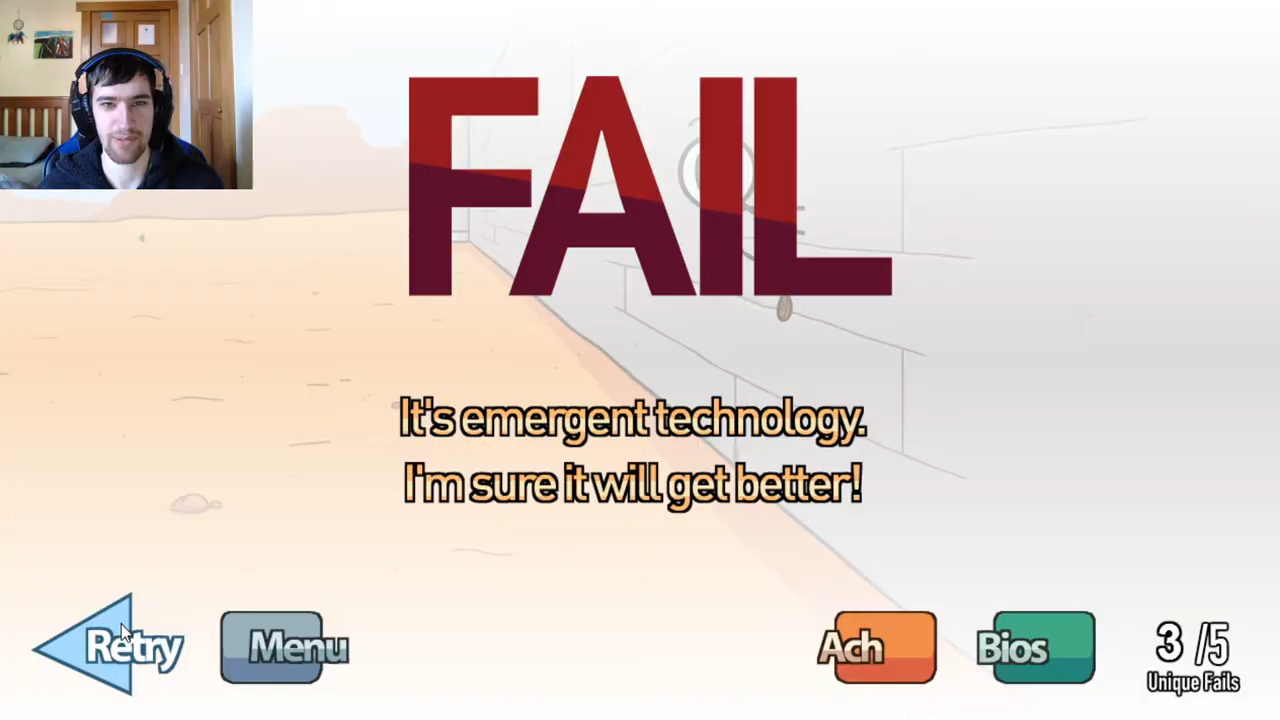 FAIL
It's emergent technology.
I'm sure it will get better!
Retry
Menu
Ach
Bios
3 /5
Unique Fails